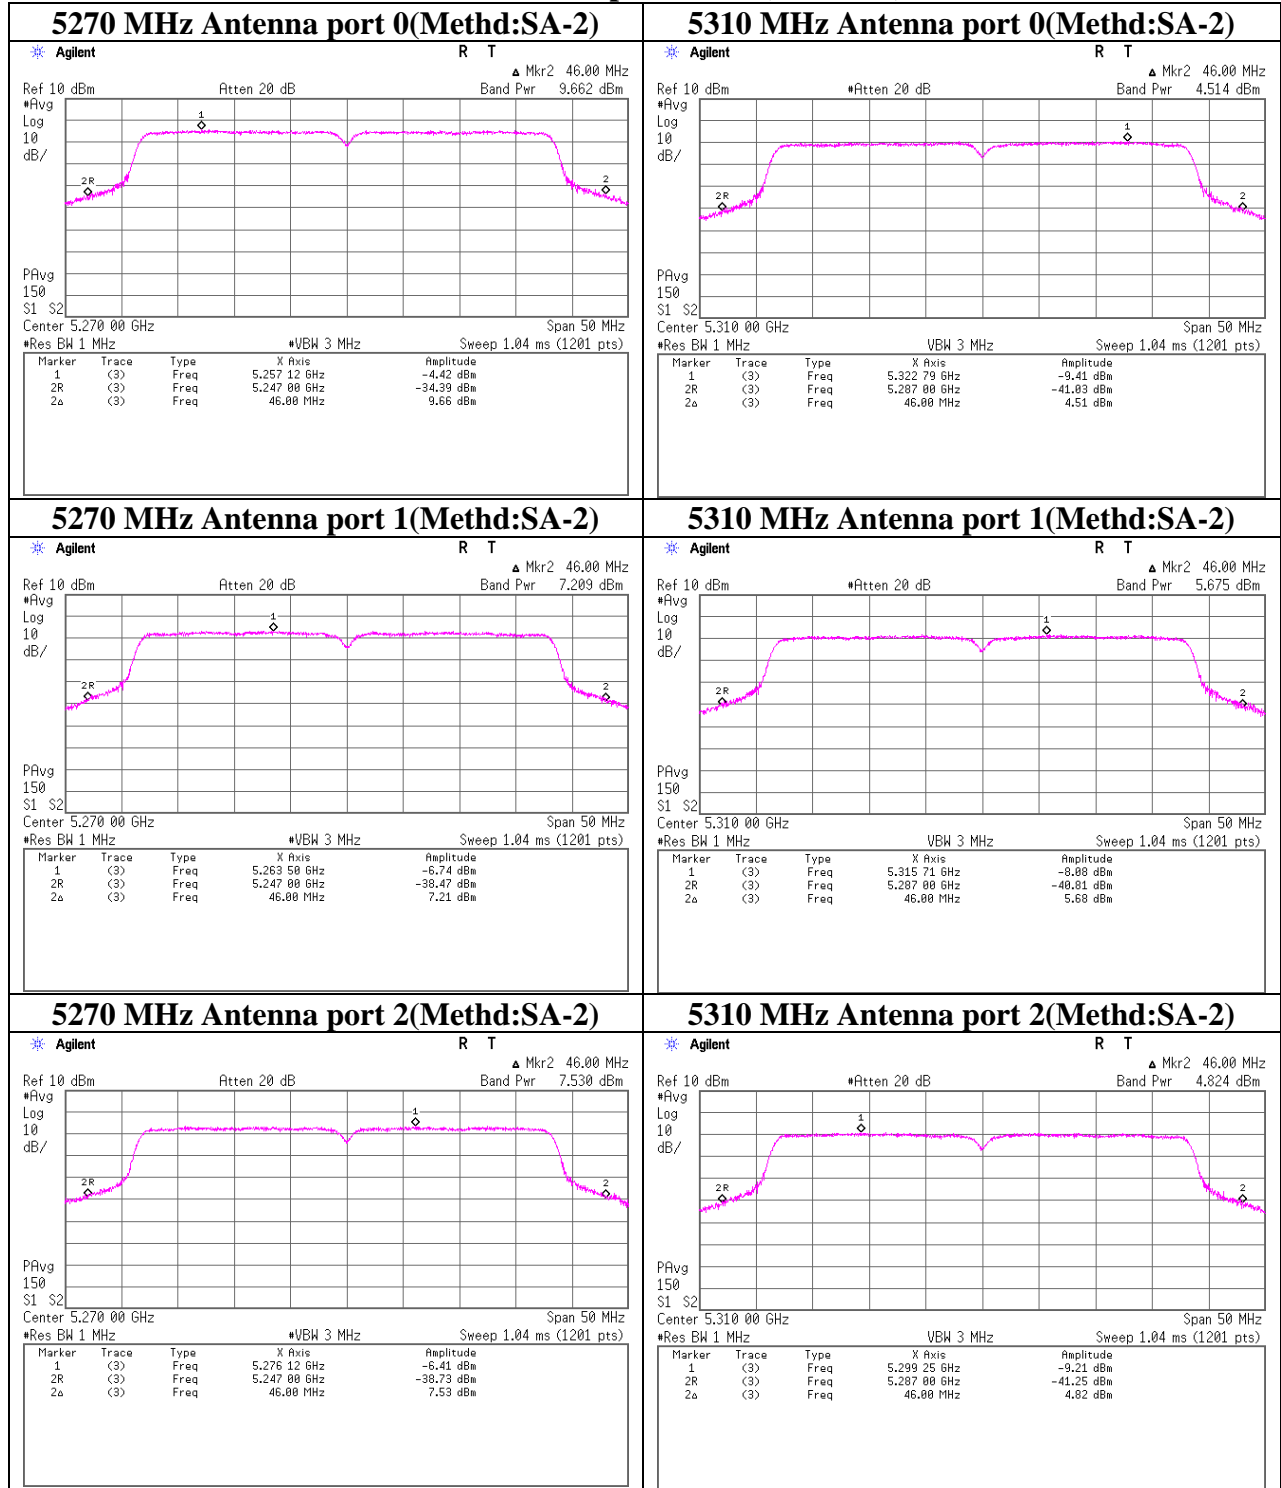 5270 MHz Antenna port 0(Methd:SA-2)
Agilent
R T
Δ Mkr2 46.00 MHz
Ref 10 dBm Atten 20 dB Band Pwr 9.662 dBm
#Avg
Log
10
dB/
1
2R
2
PAvg
150
S1 S2
Center 5.270 00 GHz Span 50 MHz
#Res BW 1 MHz #VBW 3 MHz Sweep 1.04 ms (1201 pts)
Marker Trace Type X Axis Amplitude
1 (3) Freq 5.257 12 GHz -4.42 dBm
2R (3) Freq 5.247 00 GHz -34.39 dBm
2Δ (3) Freq 46.00 MHz 9.66 dBm
5310 MHz Antenna port 0(Methd:SA-2)
Agilent
R T
Δ Mkr2 46.00 MHz
Ref 10 dBm #Atten 20 dB Band Pwr 4.514 dBm
#Avg
Log
10
dB/
1
2R
2
PAvg
150
S1 S2
Center 5.310 00 GHz Span 50 MHz
#Res BW 1 MHz VBW 3 MHz Sweep 1.04 ms (1201 pts)
Marker Trace Type X Axis Amplitude
1 (3) Freq 5.322 79 GHz -9.41 dBm
2R (3) Freq 5.287 00 GHz -41.03 dBm
2Δ (3) Freq 46.00 MHz 4.51 dBm
5270 MHz Antenna port 1(Methd:SA-2)
Agilent
R T
Δ Mkr2 46.00 MHz
Ref 10 dBm Atten 20 dB Band Pwr 7.209 dBm
#Avg
Log
10
dB/
1
2R
2
PAvg
150
S1 S2
Center 5.270 00 GHz Span 50 MHz
#Res BW 1 MHz #VBW 3 MHz Sweep 1.04 ms (1201 pts)
Marker Trace Type X Axis Amplitude
1 (3) Freq 5.263 50 GHz -6.74 dBm
2R (3) Freq 5.247 00 GHz -38.47 dBm
2Δ (3) Freq 46.00 MHz 7.21 dBm
5310 MHz Antenna port 1(Methd:SA-2)
Agilent
R T
Δ Mkr2 46.00 MHz
Ref 10 dBm #Atten 20 dB Band Pwr 5.675 dBm
#Avg
Log
10
dB/
1
2R
2
PAvg
150
S1 S2
Center 5.310 00 GHz Span 50 MHz
#Res BW 1 MHz VBW 3 MHz Sweep 1.04 ms (1201 pts)
Marker Trace Type X Axis Amplitude
1 (3) Freq 5.315 71 GHz -8.08 dBm
2R (3) Freq 5.287 00 GHz -40.81 dBm
2Δ (3) Freq 46.00 MHz 5.68 dBm
5270 MHz Antenna port 2(Methd:SA-2)
Agilent
R T
Δ Mkr2 46.00 MHz
Ref 10 dBm Atten 20 dB Band Pwr 7.530 dBm
#Avg
Log
10
dB/
1
2R
2
PAvg
150
S1 S2
Center 5.270 00 GHz Span 50 MHz
#Res BW 1 MHz #VBW 3 MHz Sweep 1.04 ms (1201 pts)
Marker Trace Type X Axis Amplitude
1 (3) Freq 5.276 12 GHz -6.41 dBm
2R (3) Freq 5.247 00 GHz -38.73 dBm
2Δ (3) Freq 46.00 MHz 7.53 dBm
5310 MHz Antenna port 2(Methd:SA-2)
Agilent
R T
Δ Mkr2 46.00 MHz
Ref 10 dBm #Atten 20 dB Band Pwr 4.824 dBm
#Avg
Log
10
dB/
1
2R
2
PAvg
150
S1 S2
Center 5.310 00 GHz Span 50 MHz
#Res BW 1 MHz VBW 3 MHz Sweep 1.04 ms (1201 pts)
Marker Trace Type X Axis Amplitude
1 (3) Freq 5.299 25 GHz -9.21 dBm
2R (3) Freq 5.287 00 GHz -41.25 dBm
2Δ (3) Freq 46.00 MHz 4.82 dBm